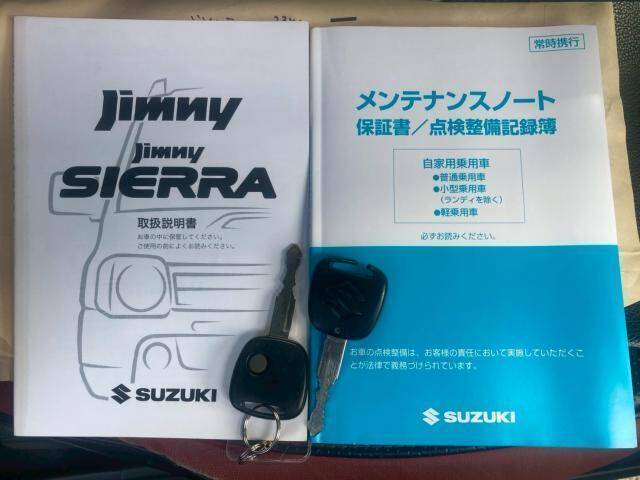 Jimny
Jimny
SIERRA
取扱説明書
お車の中に保管してください。
ご使用の前によくお読みください。
SUZUKI
常時携行
メンテナンスノート
保証書／点検整備記録簿
自家用乗用車
●普通乗用車
●小型乗用車
（ランディを除く）
●軽乗用車
必ずお読みください。
お車の点検整備は、お客様の責任において実施していただくこ
とが法律で義務づけられています。
SUZUKI